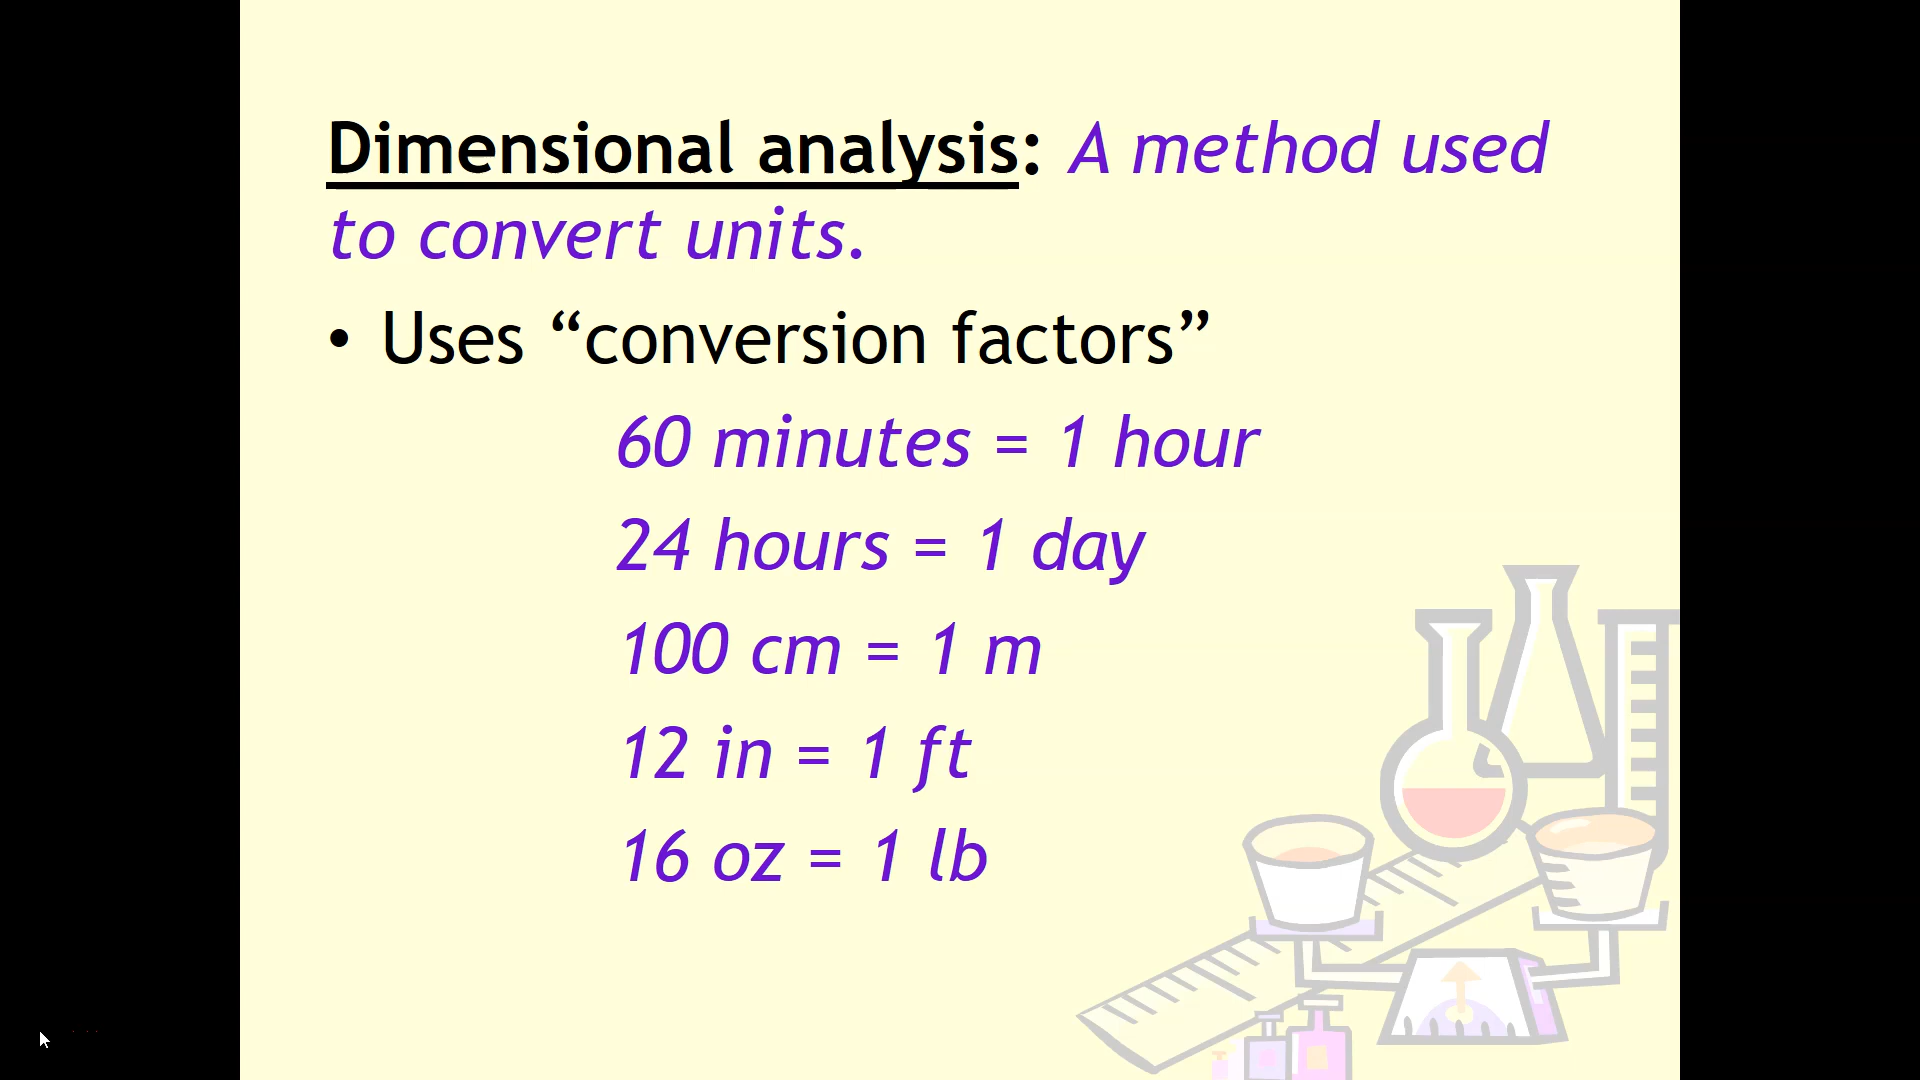 Dimensional analysis: A method used
to convert units.
• Uses “conversion factors”
60 minutes = 1 hour
24 hours = 1 day
100 cm = 1 m
12 in = 1 ft
16 oz = 1 lb